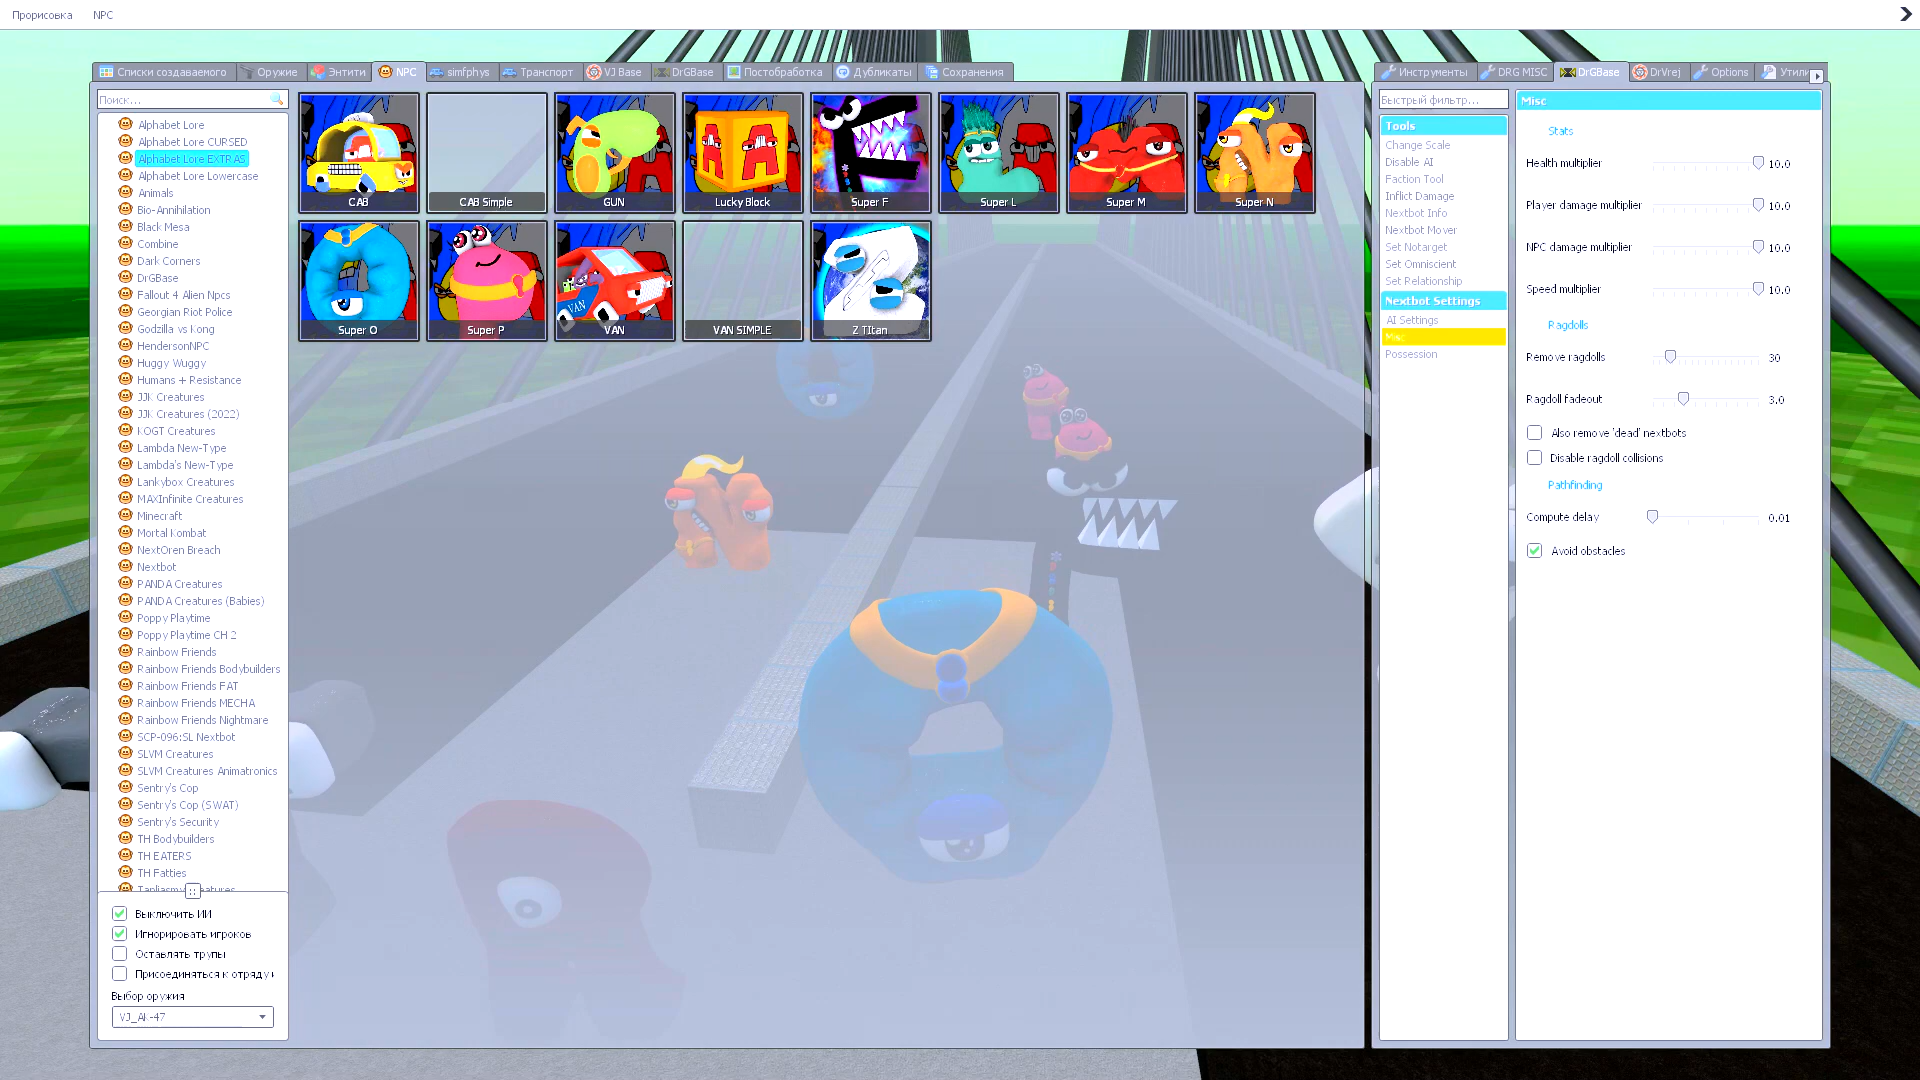 Прорисовка NPC
Списки создаваемого Оружие Энтити NPC simfphys Транспорт VJ Base DrGBase Постобработка Дубликаты Сохранения
Поиск...
Alphabet Lore
Alphabet Lore CURSED
Alphabet Lore EXTRAS
Alphabet Lore Lowercase
Animals
Bio-Annihilation
Black Mesa
Combine
Dark Corners
DrGBase
Fallout 4 Alien Npcs
Georgian Riot Police
Godzilla vs Kong
HendersonNPC
Huggy Wuggy
Humans + Resistance
JJK Creatures
JJK Creatures (2022)
KOGT Creatures
Lambda New-Type
Lambda's New-Type
Lankybox Creatures
MAXInfinite Creatures
Minecraft
Mortal Kombat
NextOren Breach
Nextbot
PANDA Creatures
PANDA Creatures (Babies)
Poppy Playtime
Poppy Playtime CH 2
Rainbow Friends
Rainbow Friends Bodybuilders
Rainbow Friends FAT
Rainbow Friends MECHA
Rainbow Friends Nightmare
SCP-096:SL Nextbot
SLVM Creatures
SLVM Creatures Animatronics
Sentry's Cop
Sentry's Cop (SWAT)
Sentry's Security
TH Bodybuilders
TH EATERS
TH Fatties
Выключить ИИ
Игнорировать игроков
Оставлять трупы
Присоединяться к отряду
Выбор оружия
VJ_AK-47
CAB
CAB Simple
GUN
Lucky Block
Super F
Super L
Super M
Super N
Super O
Super P
VAN
VAN
VAN SIMPLE
Z TItan
Инструменты DRG MISC DrGBase DrVrej Options Утили
Быстрый фильтр...
Tools
Change Scale
Disable AI
Faction Tool
Inflict Damage
Nextbot Info
Nextbot Mover
Set Notarget
Set Omniscient
Set Relationship
Nextbot Settings
AI Settings
Misc
Possession
Misc
Stats
Health multiplier 10.0
Player damage multiplier 10.0
NPC damage multiplier 10.0
Speed multiplier 10.0
Ragdolls
Remove ragdolls 30
Ragdoll fadeout 3.0
Also remove 'dead' nextbots
Disable ragdoll collisions
Pathfinding
Compute delay 0.01
Avoid obstacles